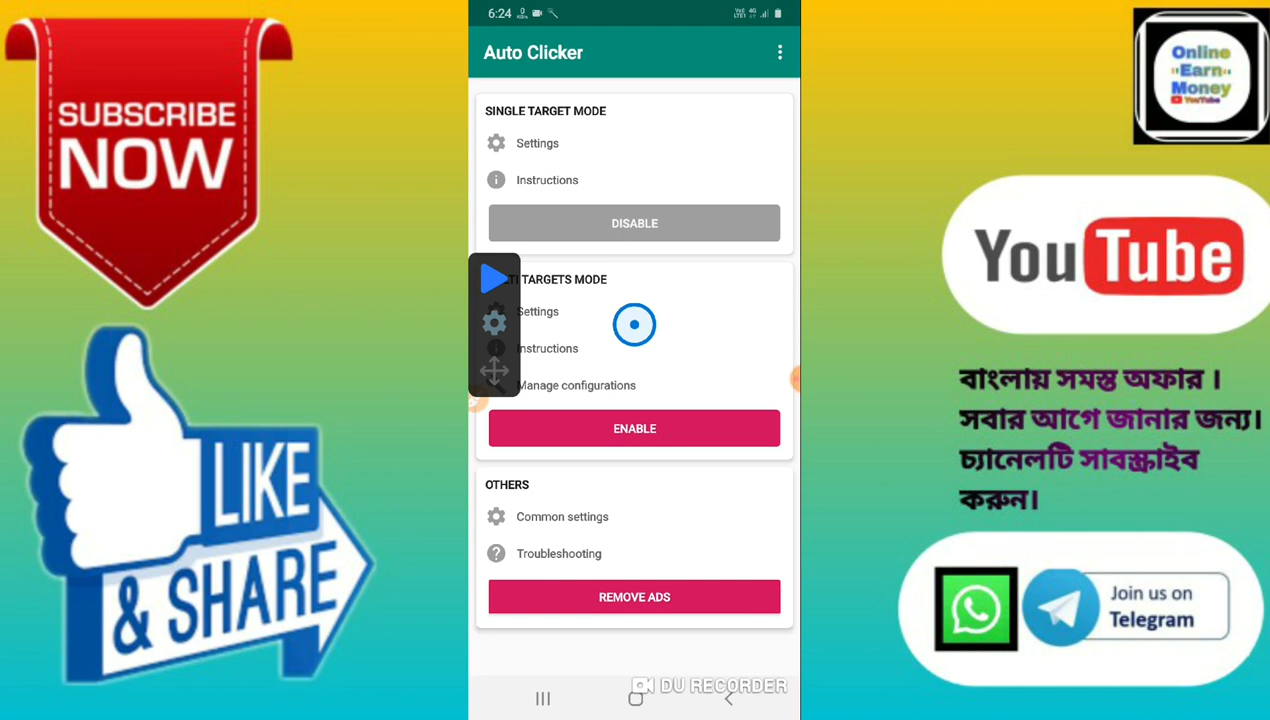 SUBSCRIBE
NOW
LIKE
& SHARE
6:24
Auto Clicker
SINGLE TARGET MODE
Settings
Instructions
DISABLE
TARGETS MODE
Settings
Instructions
Manage configurations
ENABLE
OTHERS
Common settings
Troubleshooting
REMOVE ADS
DU RECORDER
Online
Earn
Money
YouTube
YouTube
বাংলায় সমস্ত অফার ।
সবার আগে জানার জন্য।
চ্যানেলটি সাবস্ক্রাইব
করুন।
Join us on
Telegram